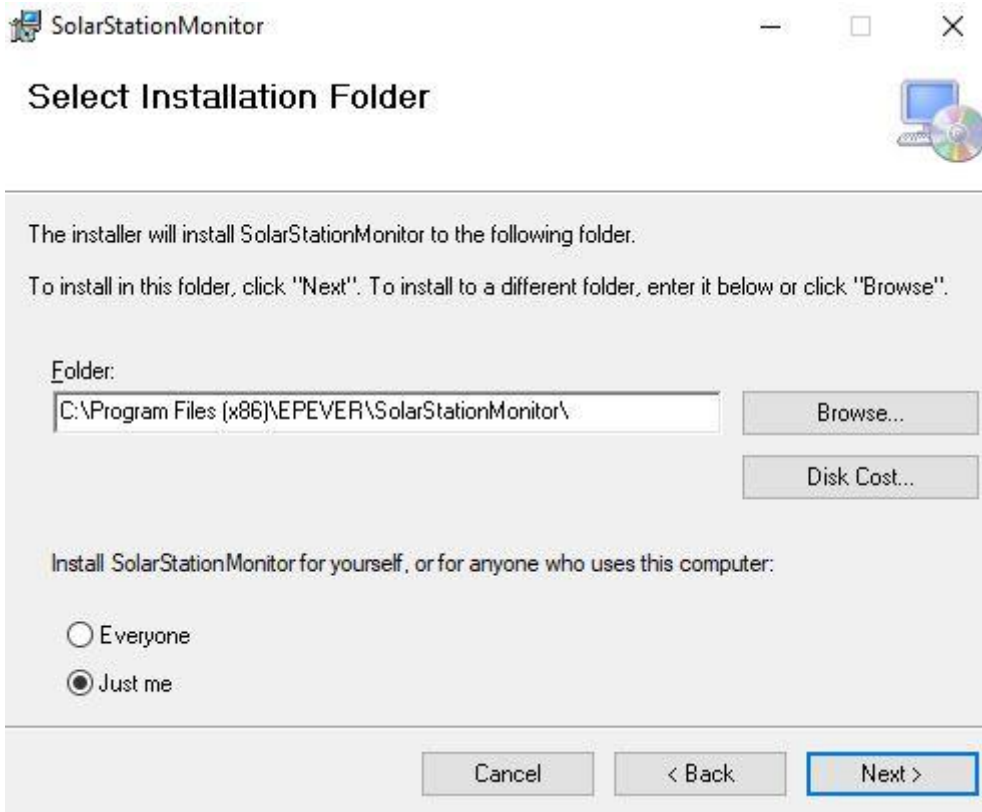 SolarStationMonitor
Select Installation Folder
The installer will install SolarStationMonitor to the following folder.
To install in this folder, click "Next". To install to a different folder, enter it below or click "Browse".
Folder:
C:\Program Files (x86)\EPEVER\SolarStationMonitor\
Browse...
Disk Cost...
Install SolarStationMonitor for yourself, or for anyone who uses this computer:
Everyone
Just me
Cancel
< Back
Next >